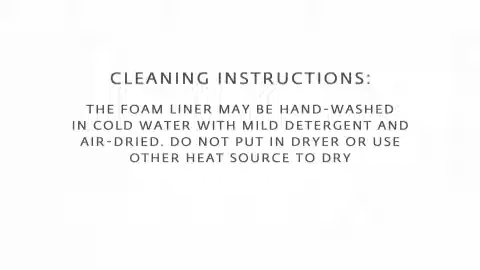 CLEANING INSTRUCTIONS:
THE FOAM LINER MAY BE HAND-WASHED
IN COLD WATER WITH MILD DETERGENT AND
AIR-DRIED. DO NOT PUT IN DRYER OR USE
OTHER HEAT SOURCE TO DRY